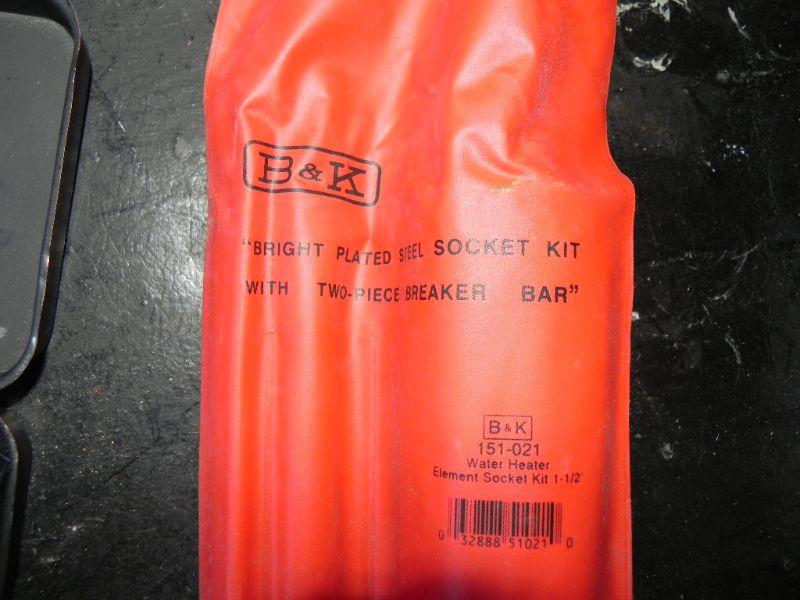 B&K
"BRIGHT PLATED STEEL SOCKET KIT
WITH TWO-PIECE BREAKER BAR"
B&K
151-021
Water Heater
Element Socket Kit 1-1/2"
0 32888 51021 0